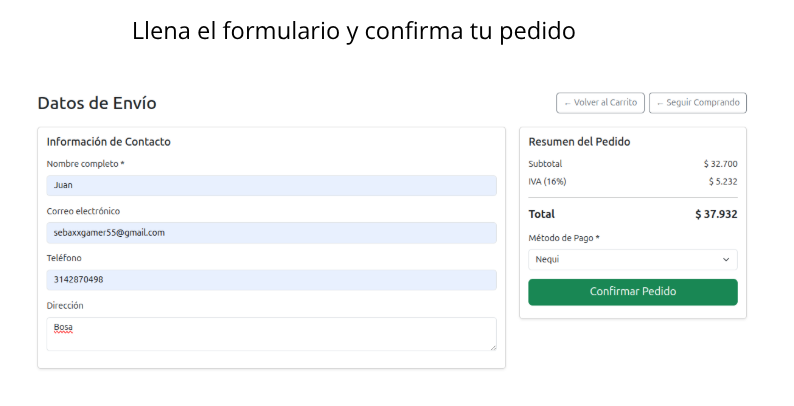 Llena el formulario y confirma tu pedido
Datos de Envío
← Volver al Carrito
← Seguir Comprando
Información de Contacto
Nombre completo *
Juan
Correo electrónico
sebaxxgamer55@gmail.com
Teléfono
3142870498
Dirección
Bosa
Resumen del Pedido
Subtotal $ 32.700
IVA (16%) $ 5.232
Total $ 37.932
Método de Pago *
Nequi
Confirmar Pedido